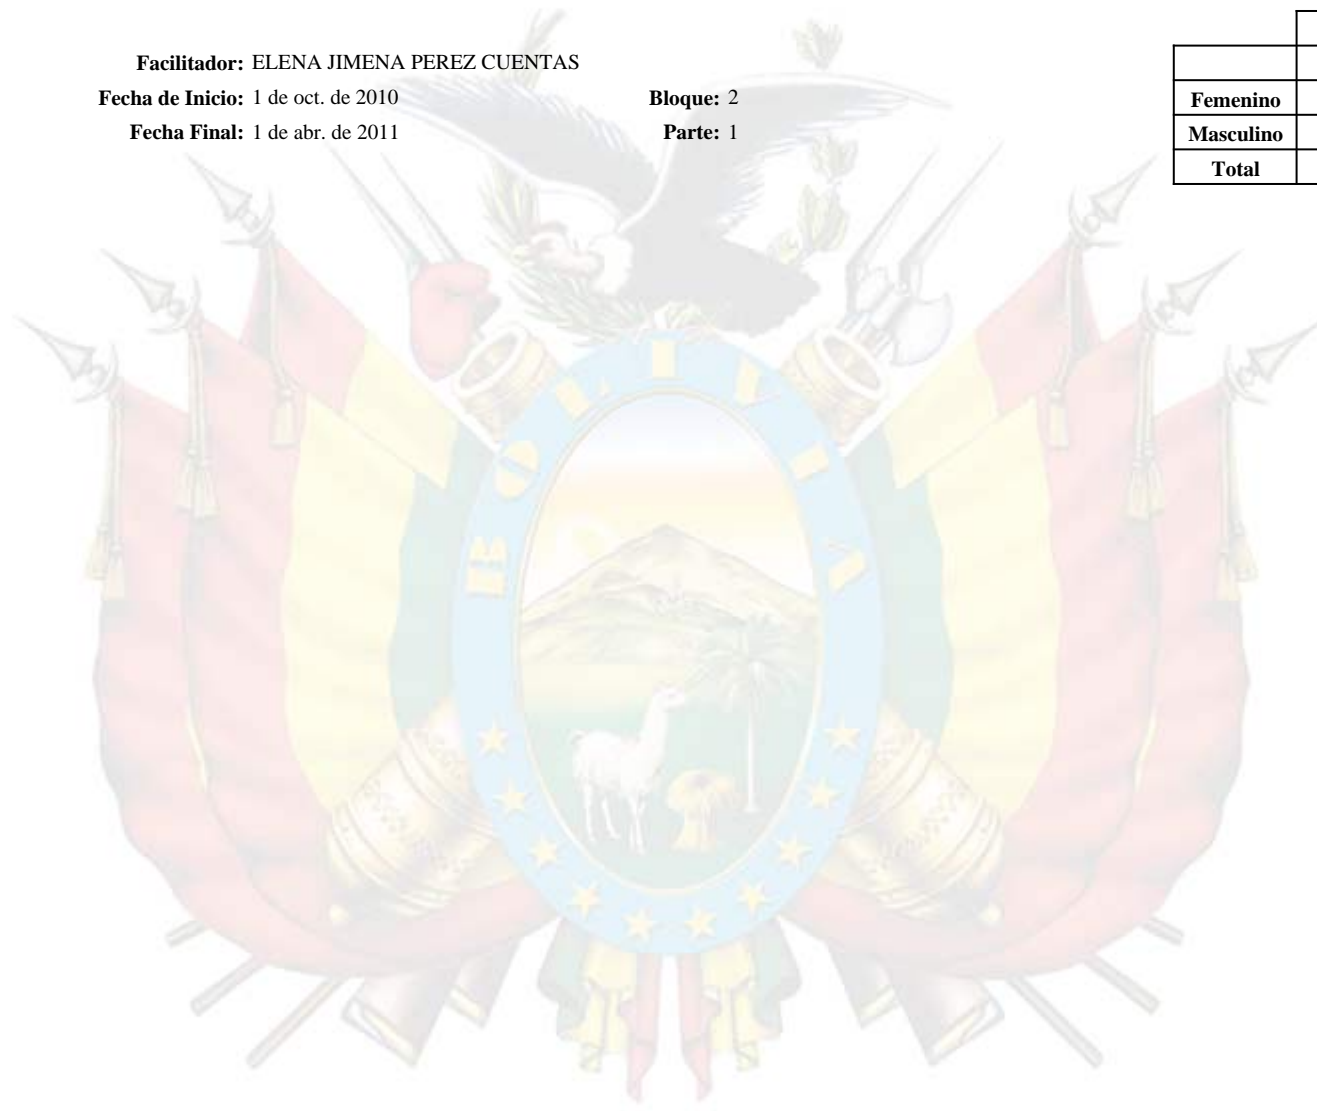 Facilitador: ELENA JIMENA PEREZ CUENTAS
Fecha de Inicio: 1 de oct. de 2010 Bloque: 2
Fecha Final: 1 de abr. de 2011 Parte: 1
Femenino
Masculino
Total
BOLIVIA